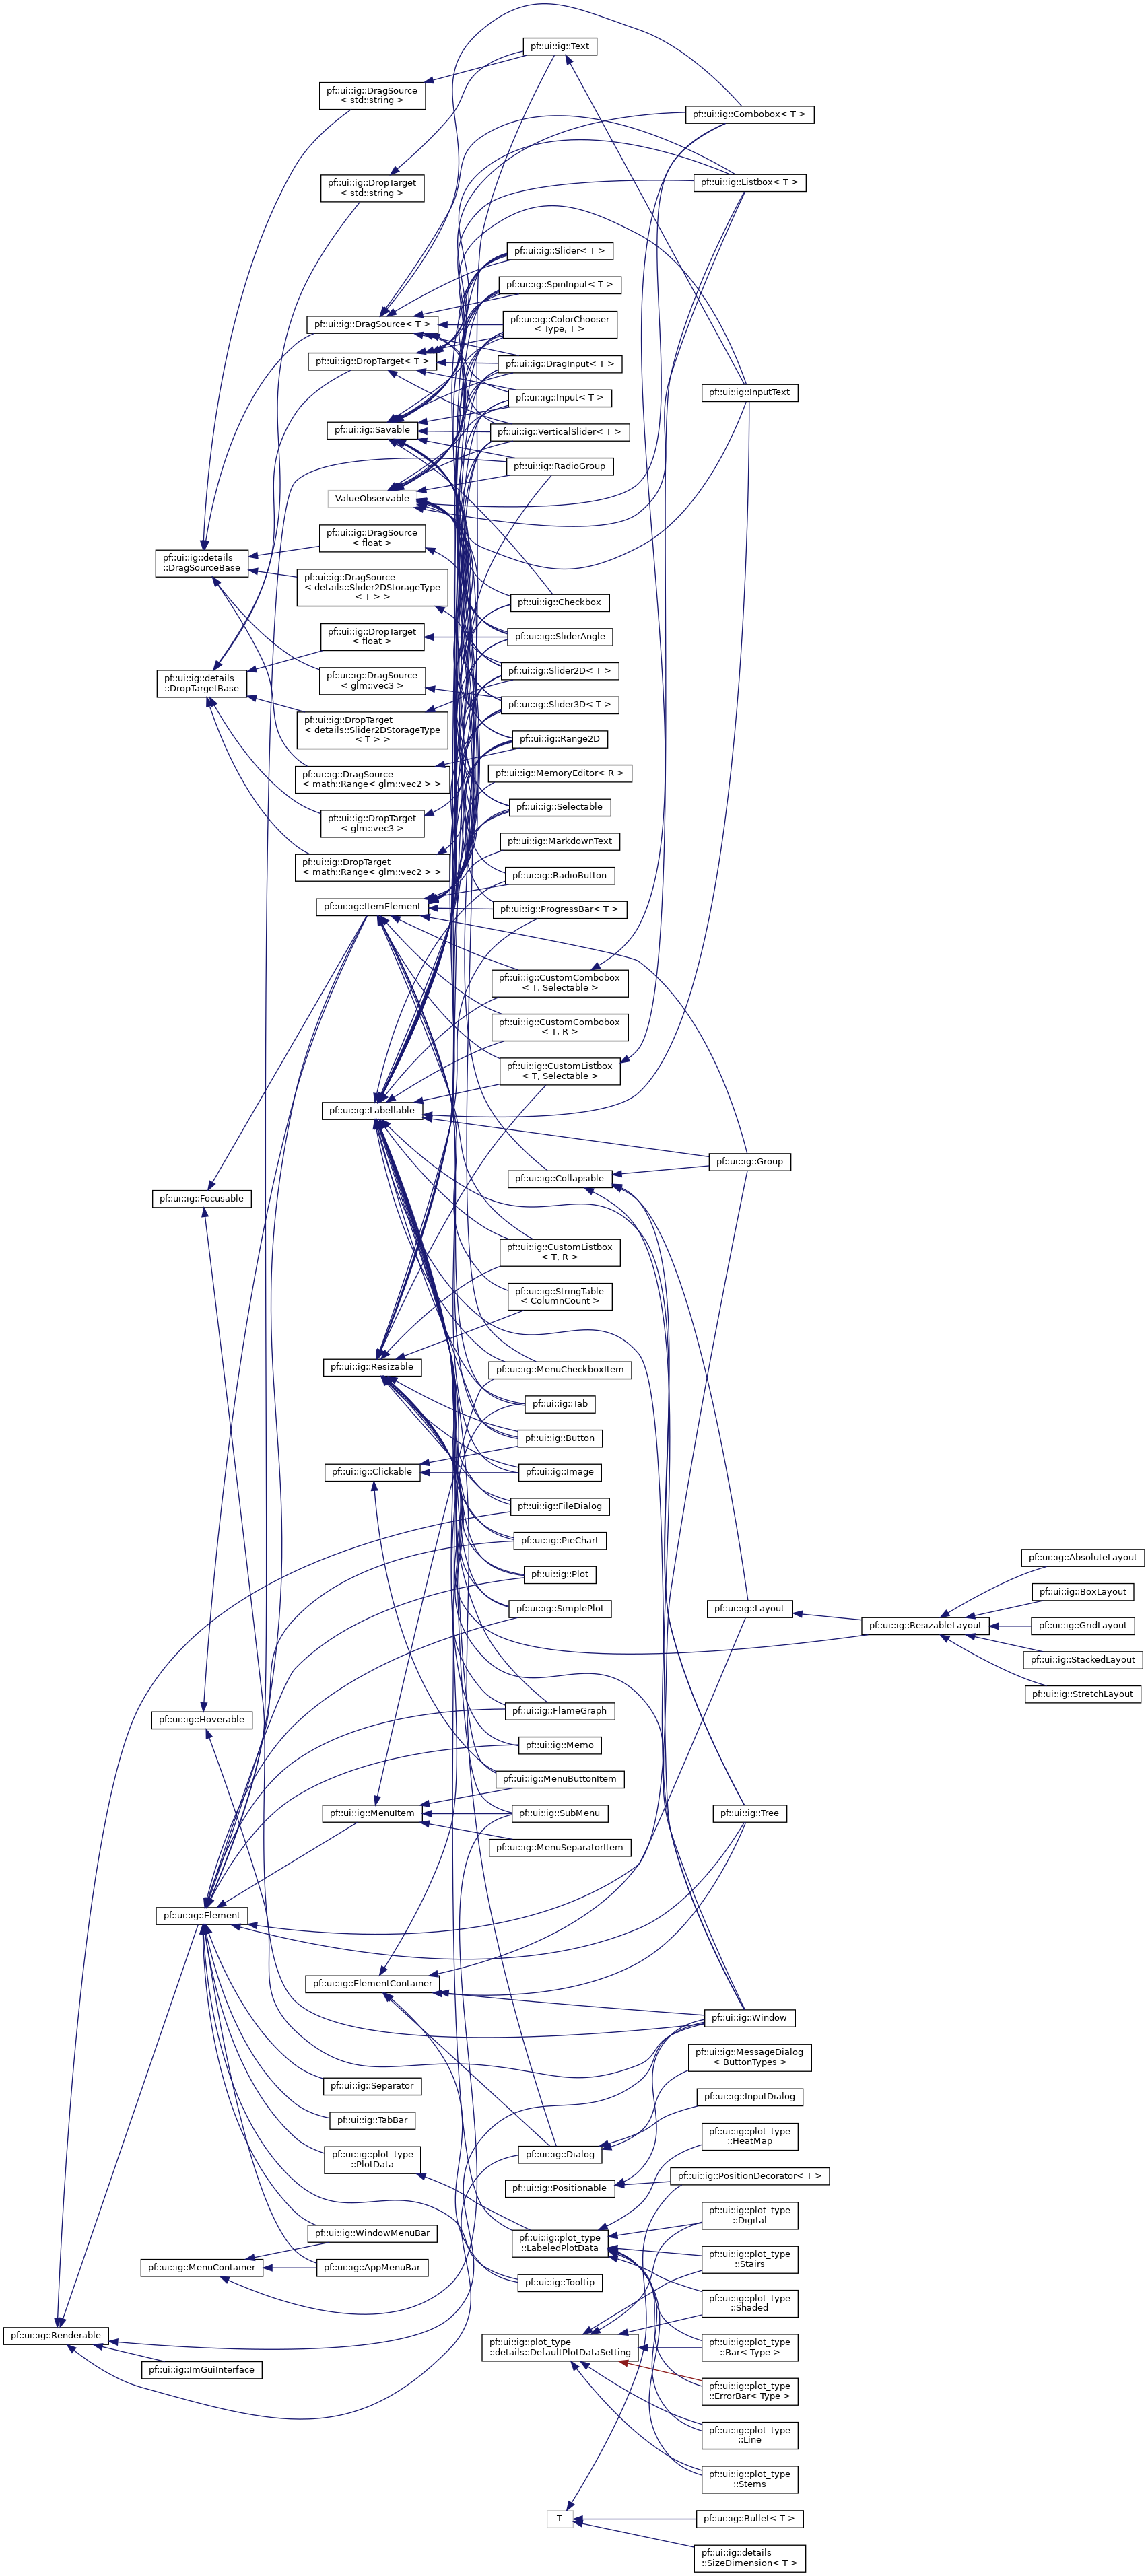 pf::ui::ig::Text
pf::ui::ig::DragSource
< std::string >
pf::ui::ig::Combobox< T >
pf::ui::ig::DropTarget
< std::string >
pf::ui::ig::Listbox< T >
pf::ui::ig::Slider< T >
pf::ui::ig::SpinInput< T >
pf::ui::ig::DragSource< T >
pf::ui::ig::ColorChooser
< Type, T >
pf::ui::ig::DropTarget< T >
pf::ui::ig::DragInput< T >
pf::ui::ig::InputText
pf::ui::ig::Input< T >
pf::ui::ig::Savable
pf::ui::ig::VerticalSlider< T >
pf::ui::ig::RadioGroup
ValueObservable
pf::ui::ig::DragSource
< float >
pf::ui::ig::details
::DragSourceBase
pf::ui::ig::DragSource
< details::Slider2DStorageType
< T > >
pf::ui::ig::Checkbox
pf::ui::ig::DropTarget
< float >
pf::ui::ig::SliderAngle
pf::ui::ig::details
::DropTargetBase
pf::ui::ig::DragSource
< glm::vec3 >
pf::ui::ig::Slider2D< T >
pf::ui::ig::Slider3D< T >
pf::ui::ig::DropTarget
< details::Slider2DStorageType
< T > >
pf::ui::ig::Range2D
pf::ui::ig::DragSource
< math::Range< glm::vec2 > >
pf::ui::ig::MemoryEditor< R >
pf::ui::ig::Selectable
pf::ui::ig::DropTarget
< glm::vec3 >
pf::ui::ig::MarkdownText
pf::ui::ig::DropTarget
< math::Range< glm::vec2 > >
pf::ui::ig::RadioButton
pf::ui::ig::ItemElement
pf::ui::ig::ProgressBar< T >
pf::ui::ig::CustomCombobox
< T, Selectable >
pf::ui::ig::CustomCombobox
< T, R >
pf::ui::ig::CustomListbox
< T, Selectable >
pf::ui::ig::Labellable
pf::ui::ig::Group
pf::ui::ig::Collapsible
pf::ui::ig::Focusable
pf::ui::ig::CustomListbox
< T, R >
pf::ui::ig::StringTable
< ColumnCount >
pf::ui::ig::Resizable
pf::ui::ig::MenuCheckboxItem
pf::ui::ig::Tab
pf::ui::ig::Button
pf::ui::ig::Clickable
pf::ui::ig::Image
pf::ui::ig::FileDialog
pf::ui::ig::PieChart
pf::ui::ig::AbsoluteLayout
pf::ui::ig::Plot
pf::ui::ig::BoxLayout
pf::ui::ig::SimplePlot
pf::ui::ig::Layout
pf::ui::ig::ResizableLayout
pf::ui::ig::GridLayout
pf::ui::ig::StackedLayout
pf::ui::ig::StretchLayout
pf::ui::ig::Hoverable
pf::ui::ig::FlameGraph
pf::ui::ig::Memo
pf::ui::ig::MenuButtonItem
pf::ui::ig::MenuItem
pf::ui::ig::SubMenu
pf::ui::ig::Tree
pf::ui::ig::MenuSeparatorItem
pf::ui::ig::Element
pf::ui::ig::ElementContainer
pf::ui::ig::Window
pf::ui::ig::MessageDialog
< ButtonTypes >
pf::ui::ig::Separator
pf::ui::ig::InputDialog
pf::ui::ig::TabBar
pf::ui::ig::plot_type
::HeatMap
pf::ui::ig::plot_type
::PlotData
pf::ui::ig::Dialog
pf::ui::ig::PositionDecorator< T >
pf::ui::ig::Positionable
pf::ui::ig::plot_type
::Digital
pf::ui::ig::WindowMenuBar
pf::ui::ig::plot_type
::LabeledPlotData
pf::ui::ig::plot_type
::Stairs
pf::ui::ig::MenuContainer
pf::ui::ig::AppMenuBar
pf::ui::ig::Tooltip
pf::ui::ig::plot_type
::Shaded
pf::ui::ig::Renderable
pf::ui::ig::plot_type
::details::DefaultPlotDataSetting
pf::ui::ig::plot_type
::Bar< Type >
pf::ui::ig::ImGuiInterface
pf::ui::ig::plot_type
::ErrorBar< Type >
pf::ui::ig::plot_type
::Line
pf::ui::ig::plot_type
::Stems
T
pf::ui::ig::Bullet< T >
pf::ui::ig::details
::SizeDimension< T >